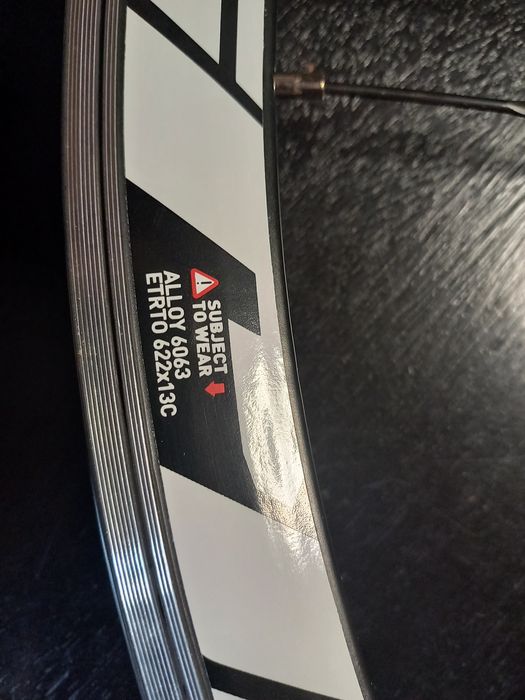 SUBJECT
TO WEAR
ALLOY 6063
ETRTO 622x13C